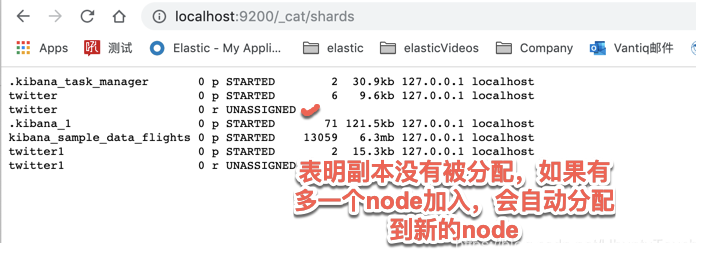 localhost:9200/_cat/shards
Apps 测试 Elastic - My Appli... elastic elasticVideos Company Vantiq邮件
.kibana_task_manager 0 p STARTED 2 30.9kb 127.0.0.1 localhost
twitter 0 p STARTED 6 9.6kb 127.0.0.1 localhost
twitter 0 r UNASSIGNED
.kibana_1 0 p STARTED 71 121.5kb 127.0.0.1 localhost
kibana_sample_data_flights 0 p STARTED 13059 6.3mb 127.0.0.1 localhost
twitter1 0 p STARTED 2 15.3kb 127.0.0.1 localhost
twitter1 0 r UNASSIGNED
表明副本没有被分配，如果有
多一个node加入，会自动分配
到新的node